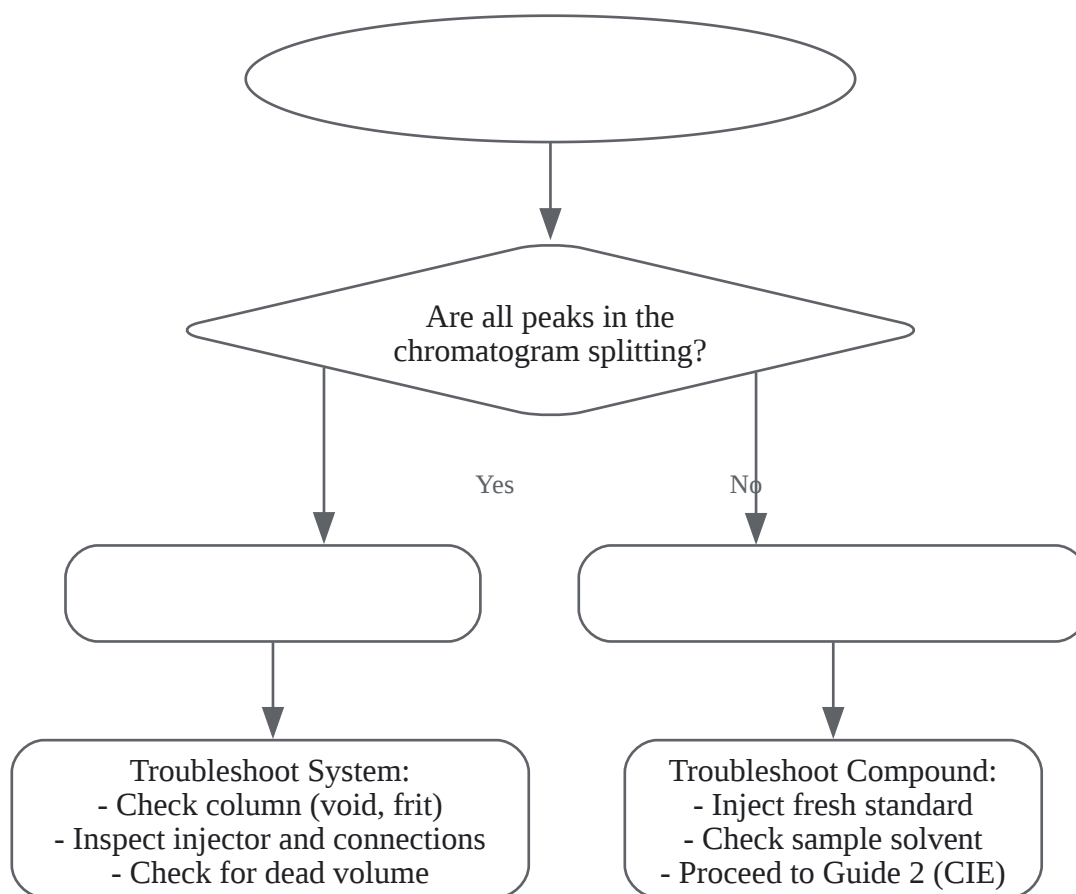 Are all peaks in the
chromatogram splitting?
Yes
No
Troubleshoot System:
- Check column (void, frit)
- Inspect injector and connections
- Check for dead volume
Troubleshoot Compound:
- Inject fresh standard
- Check sample solvent
- Proceed to Guide 2 (CIE)